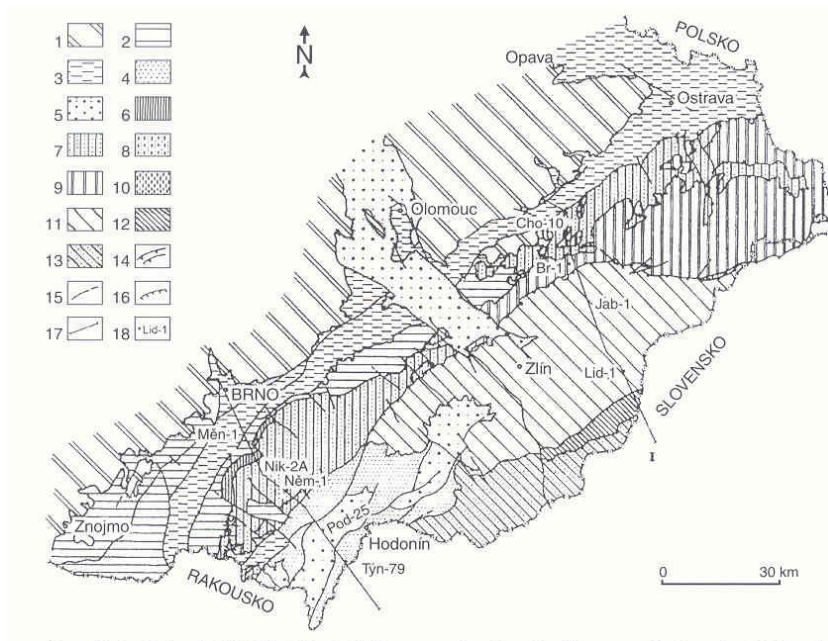 1 2
3 4
5 6
7 8
9 10
11 12
13 14
15 16
17 18 Lid-1
N
POLSKO
Opava
Ostrava
Olomouc
Cho-10
Br-1
Jab-1
Zlín
Lid-1
SLOVENSKO
BRNO
Měn-1
I
Nik-2A
Něm-1
Znojmo
Pod-25
Hodonín
Týn-79
RAKOUSKO
0 30 km